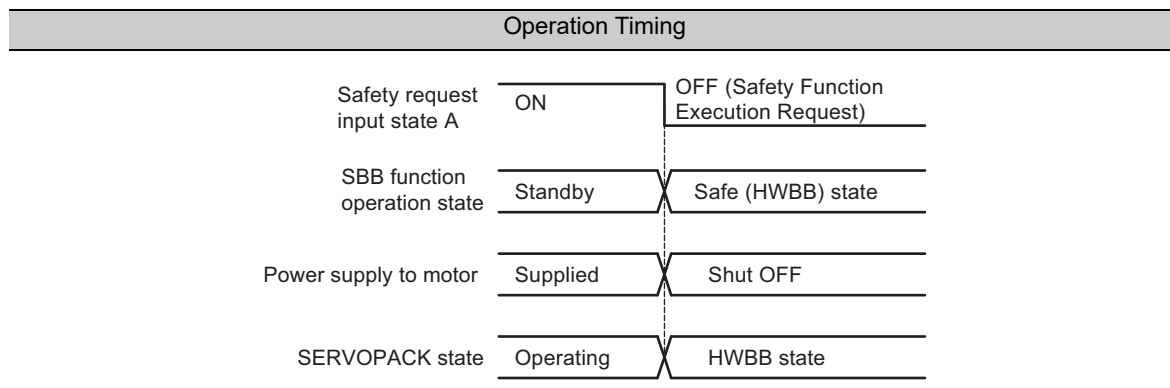 Operation Timing
Safety request
input state A
ON
OFF (Safety Function
Execution Request)
SBB function
operation state
Standby
Safe (HWBB) state
Power supply to motor
Supplied
Shut OFF
SERVOPACK state
Operating
HWBB state